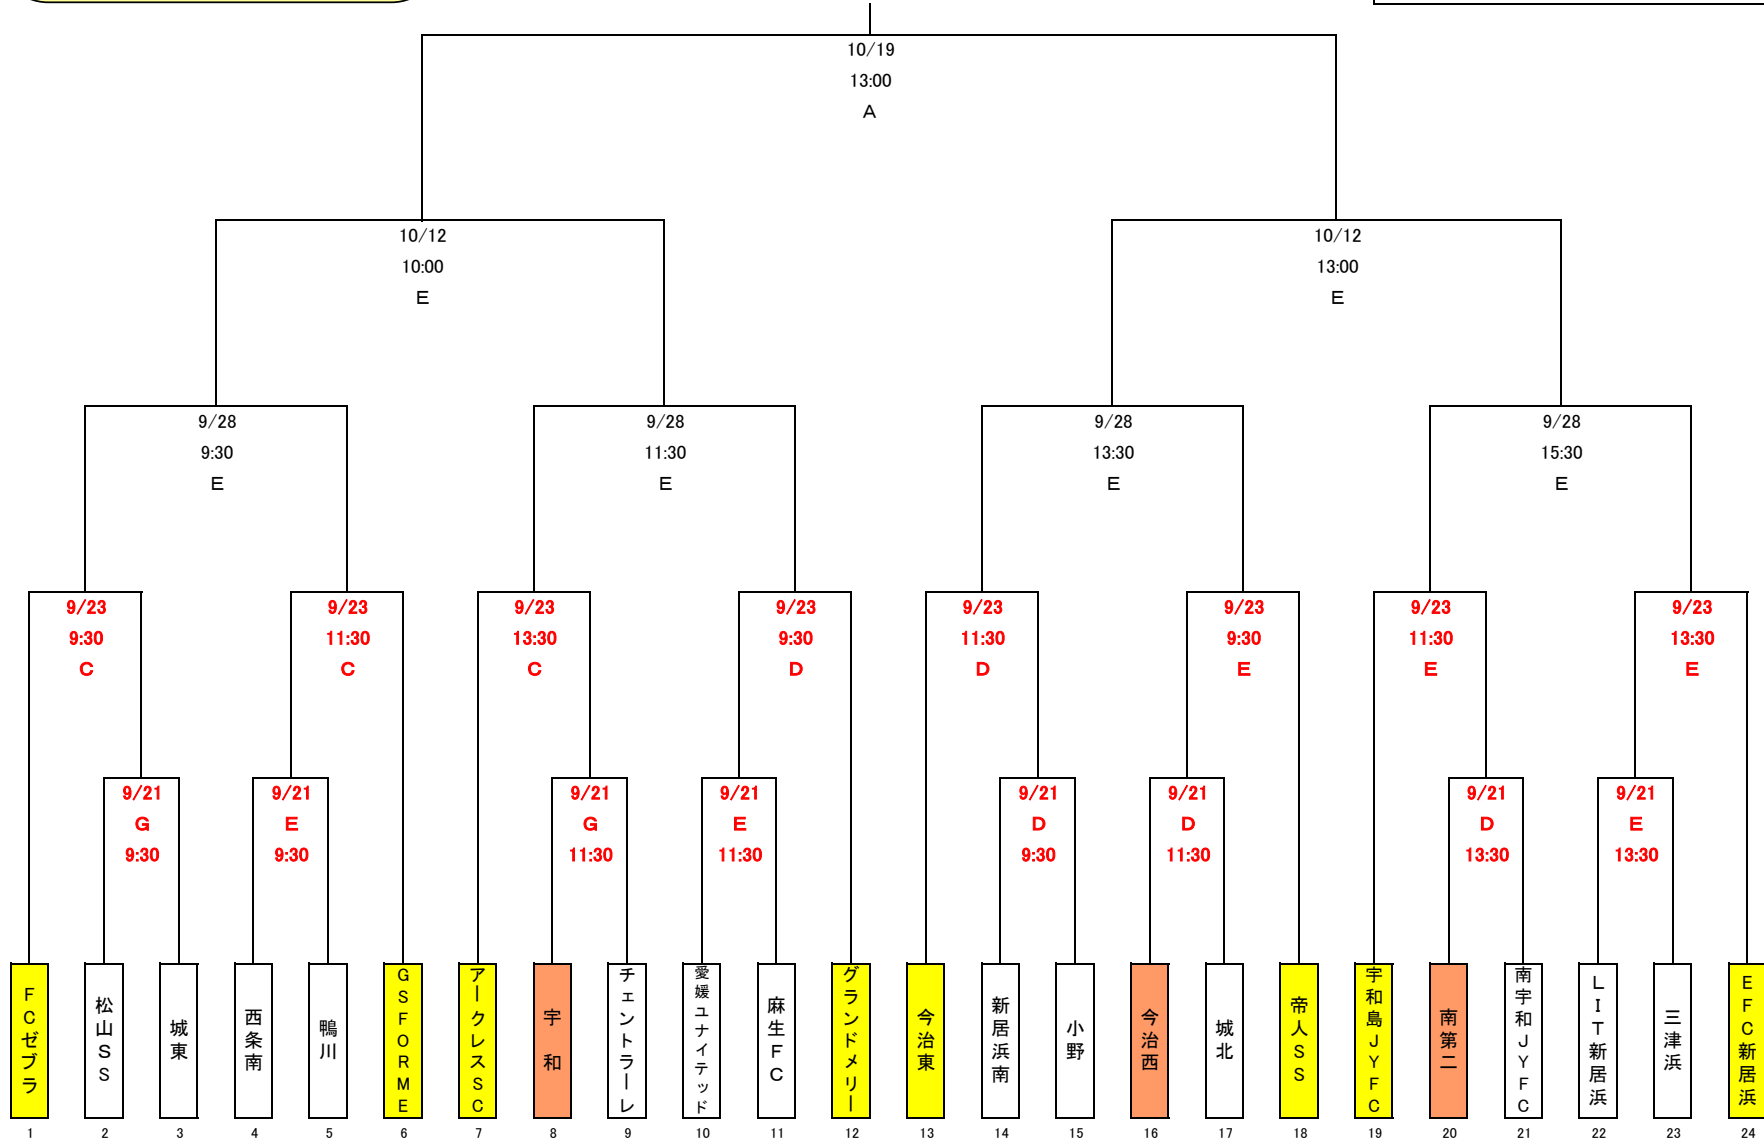 10/19
13:00
A
10/12
10:00
E
10/12
13:00
E
9/28
9:30
E
9/28
11:30
E
9/28
13:30
E
9/28
15:30
E
9/23
9:30
C
9/23
11:30
C
9/23
13:30
C
9/23
9:30
D
9/23
11:30
D
9/23
9:30
E
9/23
11:30
E
9/23
13:30
E
9/21
G
9:30
9/21
E
9:30
9/21
G
11:30
9/21
E
11:30
9/21
D
9:30
9/21
D
11:30
9/21
D
13:30
9/21
E
13:30
FCゼブラ
松山SS
城東
西条南
鴨川
GSFORME
アークレスSC
宇和
チェントラーレ
愛媛ユナイテッド
麻生FC
グランドメリー
今治東
新居浜南
小野
今治西
城北
帝人SS
宇和島JYFC
南第二
南宇和JYFC
LIT新居浜
三津浜
EFC新居浜
1 2 3 4 5 6 7 8 9 10 11 12 13 14 15 16 17 18 19 20 21 22 23 24